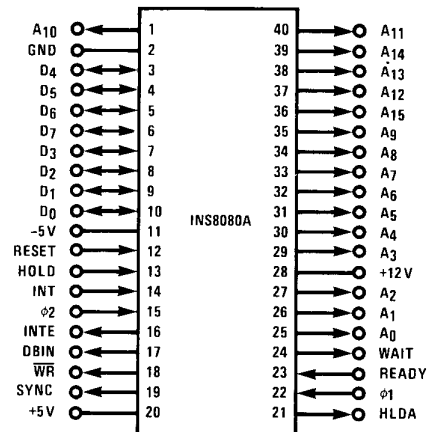 A10 1 40 A11
GND 2 39 A14
D4 3 38 A13
D5 4 37 A12
D6 5 36 A15
D7 6 35 A9
D3 7 34 A8
D2 8 33 A7
D1 9 32 A6
D0 10 31 A5
INS8080A
-5V 11 30 A4
RESET 12 29 A3
HOLD 13 28 +12V
INT 14 27 A2
ϕ2 15 26 A1
INTE 16 25 A0
DBIN 17 24 WAIT
W̅R̅ 18 23 READY
SYNC 19 22 ϕ1
+5V 20 21 HLDA